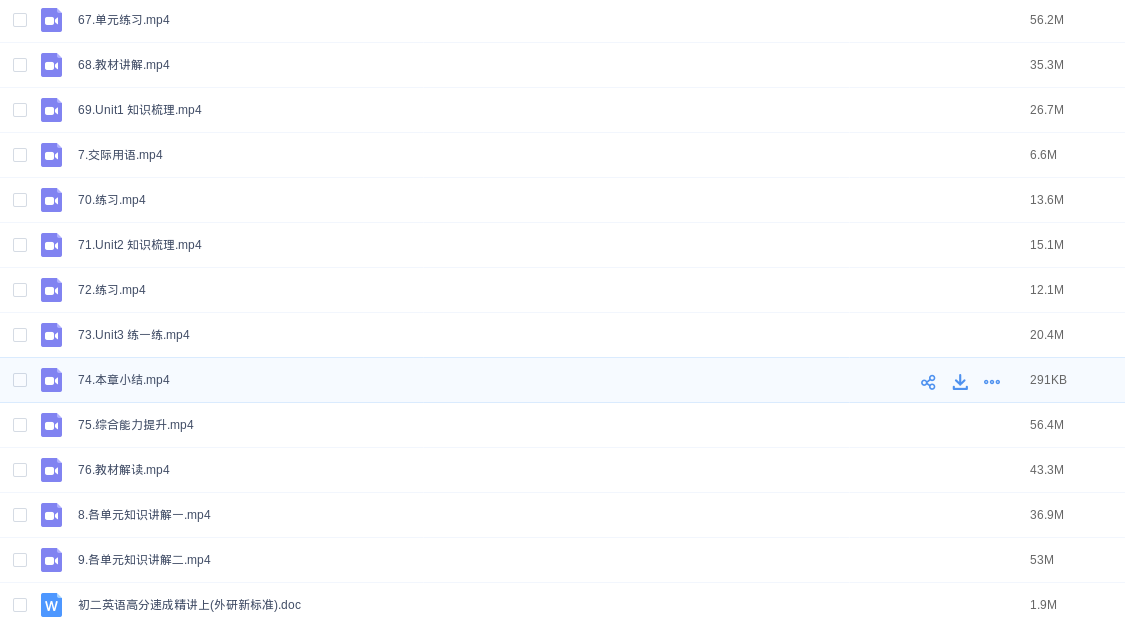 67.单元练习.mp4 56.2M
68.教材讲解.mp4 35.3M
69.Unit1 知识梳理.mp4 26.7M
7.交际用语.mp4 6.6M
70.练习.mp4 13.6M
71.Unit2 知识梳理.mp4 15.1M
72.练习.mp4 12.1M
73.Unit3 练一练.mp4 20.4M
74.本章小结.mp4 291KB
75.综合能力提升.mp4 56.4M
76.教材解读.mp4 43.3M
8.各单元知识讲解一.mp4 36.9M
9.各单元知识讲解二.mp4 53M
W 初二英语高分速成精讲上(外研新标准).doc 1.9M